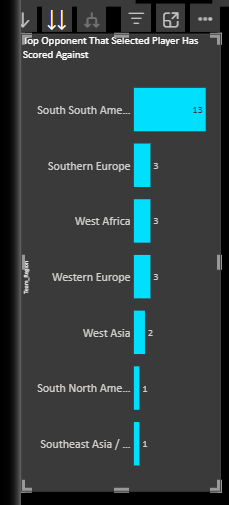 Top Opponent That Selected Player Has
Scored Against
South South Ame... 13
Southern Europe 3
West Africa 3
Western Europe 3
West Asia 2
South North Ame... 1
Southeast Asia / ... 1
Team_Region